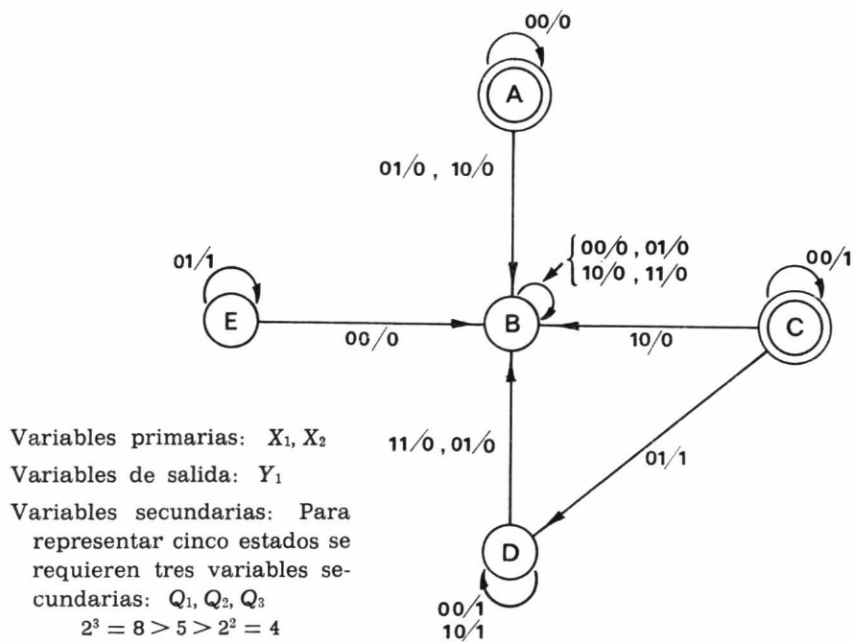 00/0
A
01/0 , 10/0
01/1
00/0 , 01/0
10/0 , 11/0
00/1
E
B
C
00/0
10/0
Variables primarias: X₁, X₂
11/0 , 01/0
01/1
Variables de salida: Y₁
Variables secundarias: Para
representar cinco estados se
requieren tres variables se-
cundarias: Q₁, Q₂, Q₃
2³ = 8 > 5 > 2² = 4
D
00/1
10/1